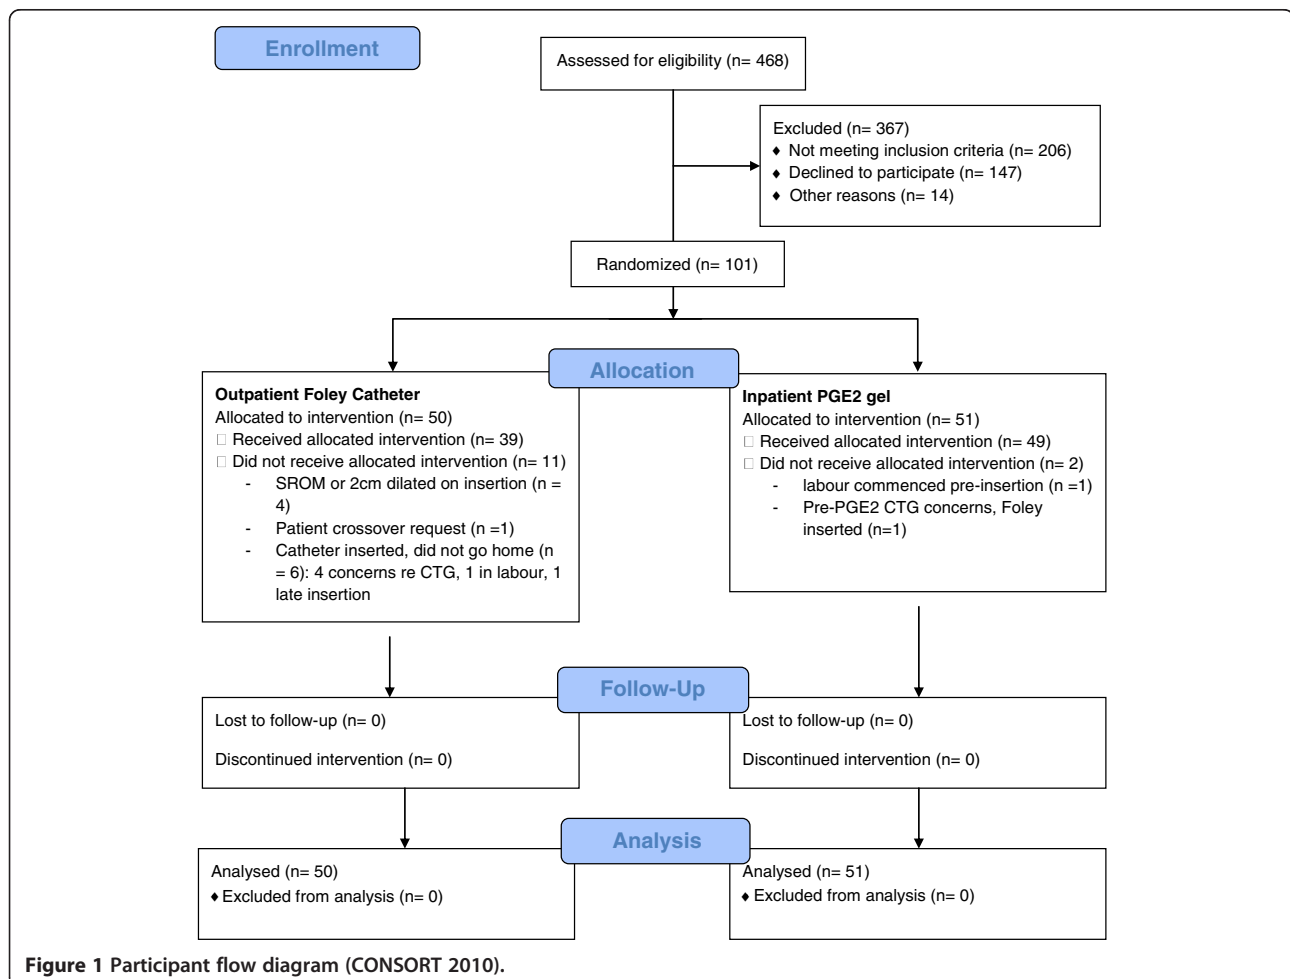 Enrollment
Assessed for eligibility (n= 468)
Excluded (n= 367)
♦ Not meeting inclusion criteria (n= 206)
♦ Declined to participate (n= 147)
♦ Other reasons (n= 14)
Randomized (n= 101)
Allocation
Outpatient Foley Catheter
Allocated to intervention (n= 50)
□ Received allocated intervention (n= 39)
□ Did not receive allocated intervention (n= 11)
- SROM or 2cm dilated on insertion (n =
4)
- Patient crossover request (n =1)
- Catheter inserted, did not go home (n
= 6): 4 concerns re CTG, 1 in labour, 1
late insertion
Inpatient PGE2 gel
Allocated to intervention (n= 51)
□ Received allocated intervention (n= 49)
□ Did not receive allocated intervention (n= 2)
- labour commenced pre-insertion (n =1)
- Pre-PGE2 CTG concerns, Foley
inserted (n=1)
Follow-Up
Lost to follow-up (n= 0)
Discontinued intervention (n= 0)
Lost to follow-up (n= 0)
Discontinued intervention (n= 0)
Analysis
Analysed (n= 50)
♦ Excluded from analysis (n= 0)
Analysed (n= 51)
♦ Excluded from analysis (n= 0)
Figure 1 Participant flow diagram (CONSORT 2010).